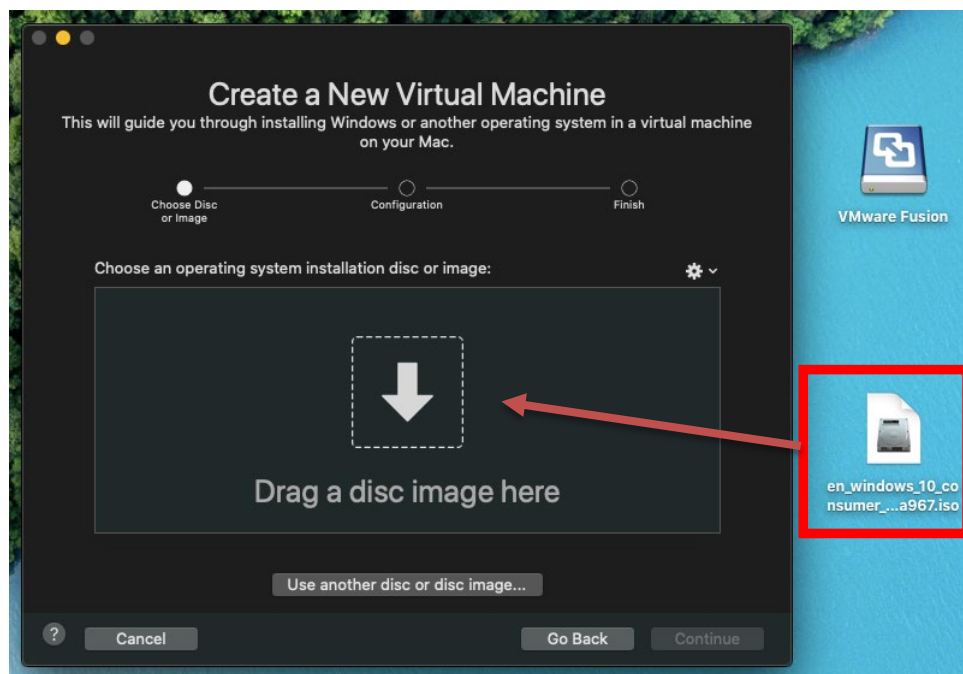 Create a New Virtual Machine
This will guide you through installing Windows or another operating system in a virtual machine
on your Mac.
Choose Disc
or Image
Configuration
Finish
Choose an operating system installation disc or image:
Drag a disc image here
Use another disc or disc image...
?
Cancel
Go Back
Continue
VMware Fusion
en_windows_10_co
nsumer_...a967.iso